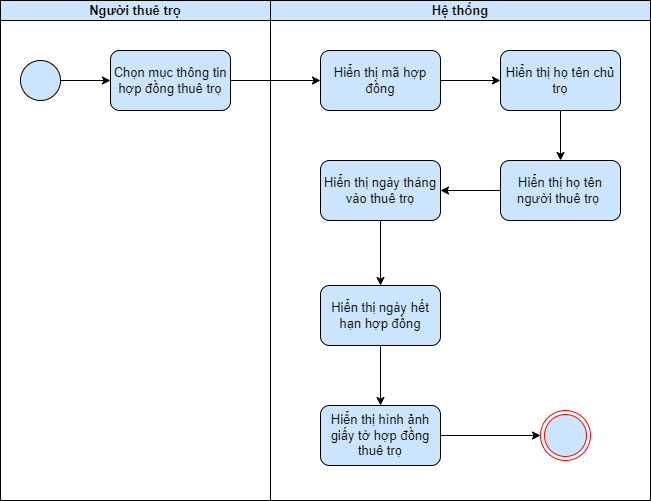 Người thuê trọ
Hệ thống
Chọn mục thông tin
hợp đồng thuê trọ
Hiển thị mã hợp
đồng
Hiển thị họ tên chủ
trọ
Hiển thị họ tên
người thuê trọ
Hiển thị ngày tháng
vào thuê trọ
Hiển thị ngày hết
hạn hợp đồng
Hiển thị hình ảnh
giấy tờ hợp đồng
thuê trọ